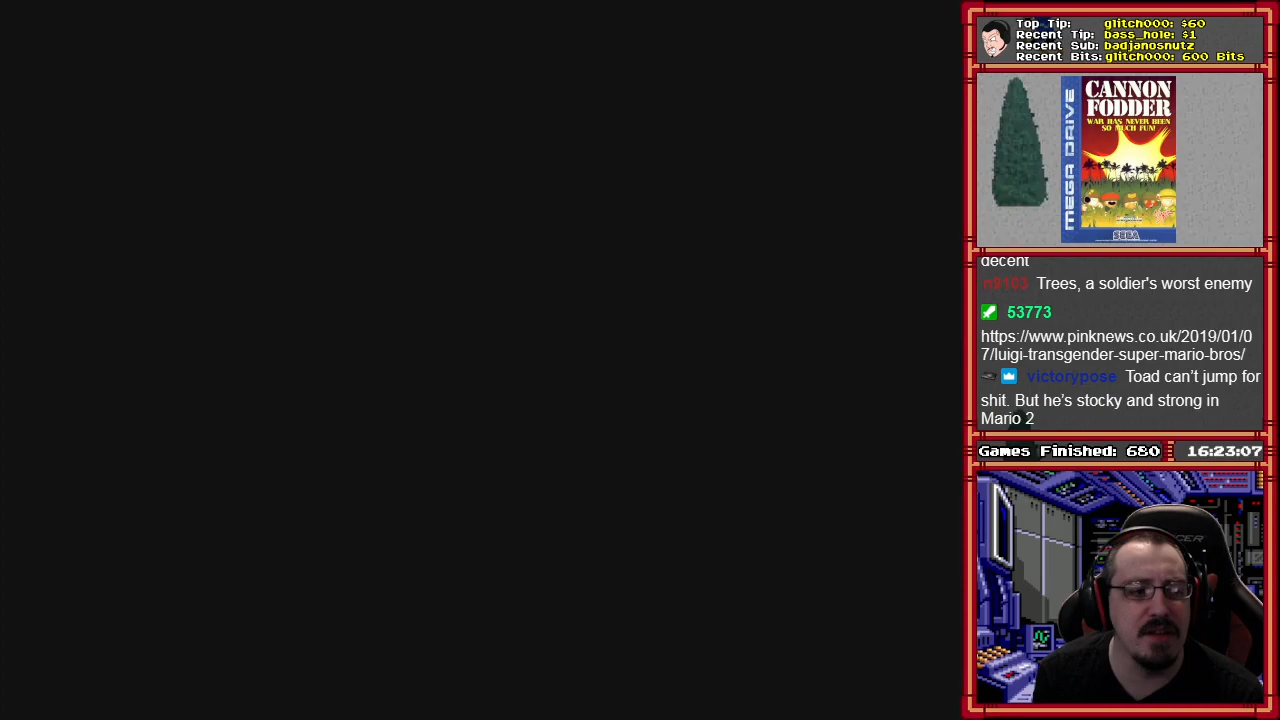 Top Tip: glitch000: $60
Recent Tip: bass_hole: $1
Recent Sub: badjanosnutz
Recent Bits: glitch000: 600 Bits
CANNON
FODDER
WAR HAS NEVER BEEN
SO MUCH FUN!
MEGA DRIVE
SEGA
decent
n9103 Trees, a soldier's worst enemy
53773
https://www.pinknews.co.uk/2019/01/0
7/luigi-transgender-super-mario-bros/
victorypose Toad can't jump for
shit. But he's stocky and strong in
Mario 2
Games Finished: 680
16:23:07